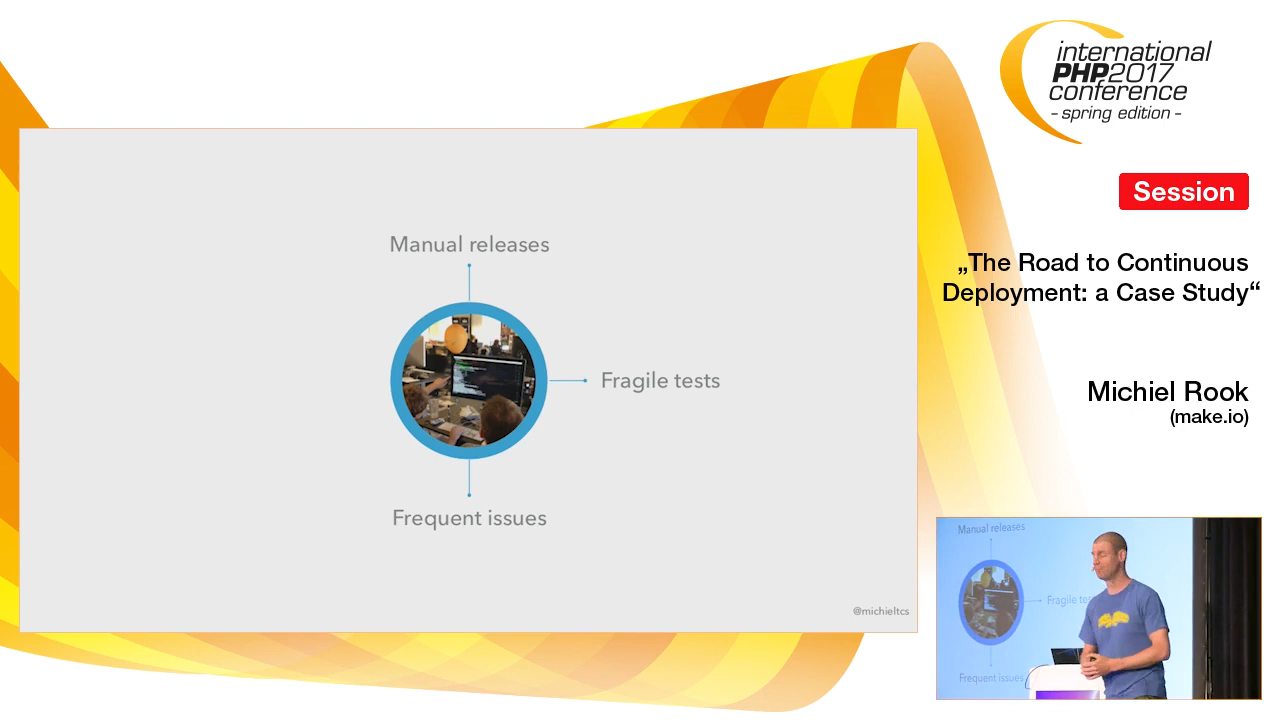 international
PHP2017
conference
- spring edition -
Session
„The Road to Continuous
Deployment: a Case Study“
Michiel Rook
(make.io)
Manual releases
Fragile tests
Frequent issues
@michieltcs
Manual releases
Fragile tes
Frequent issues